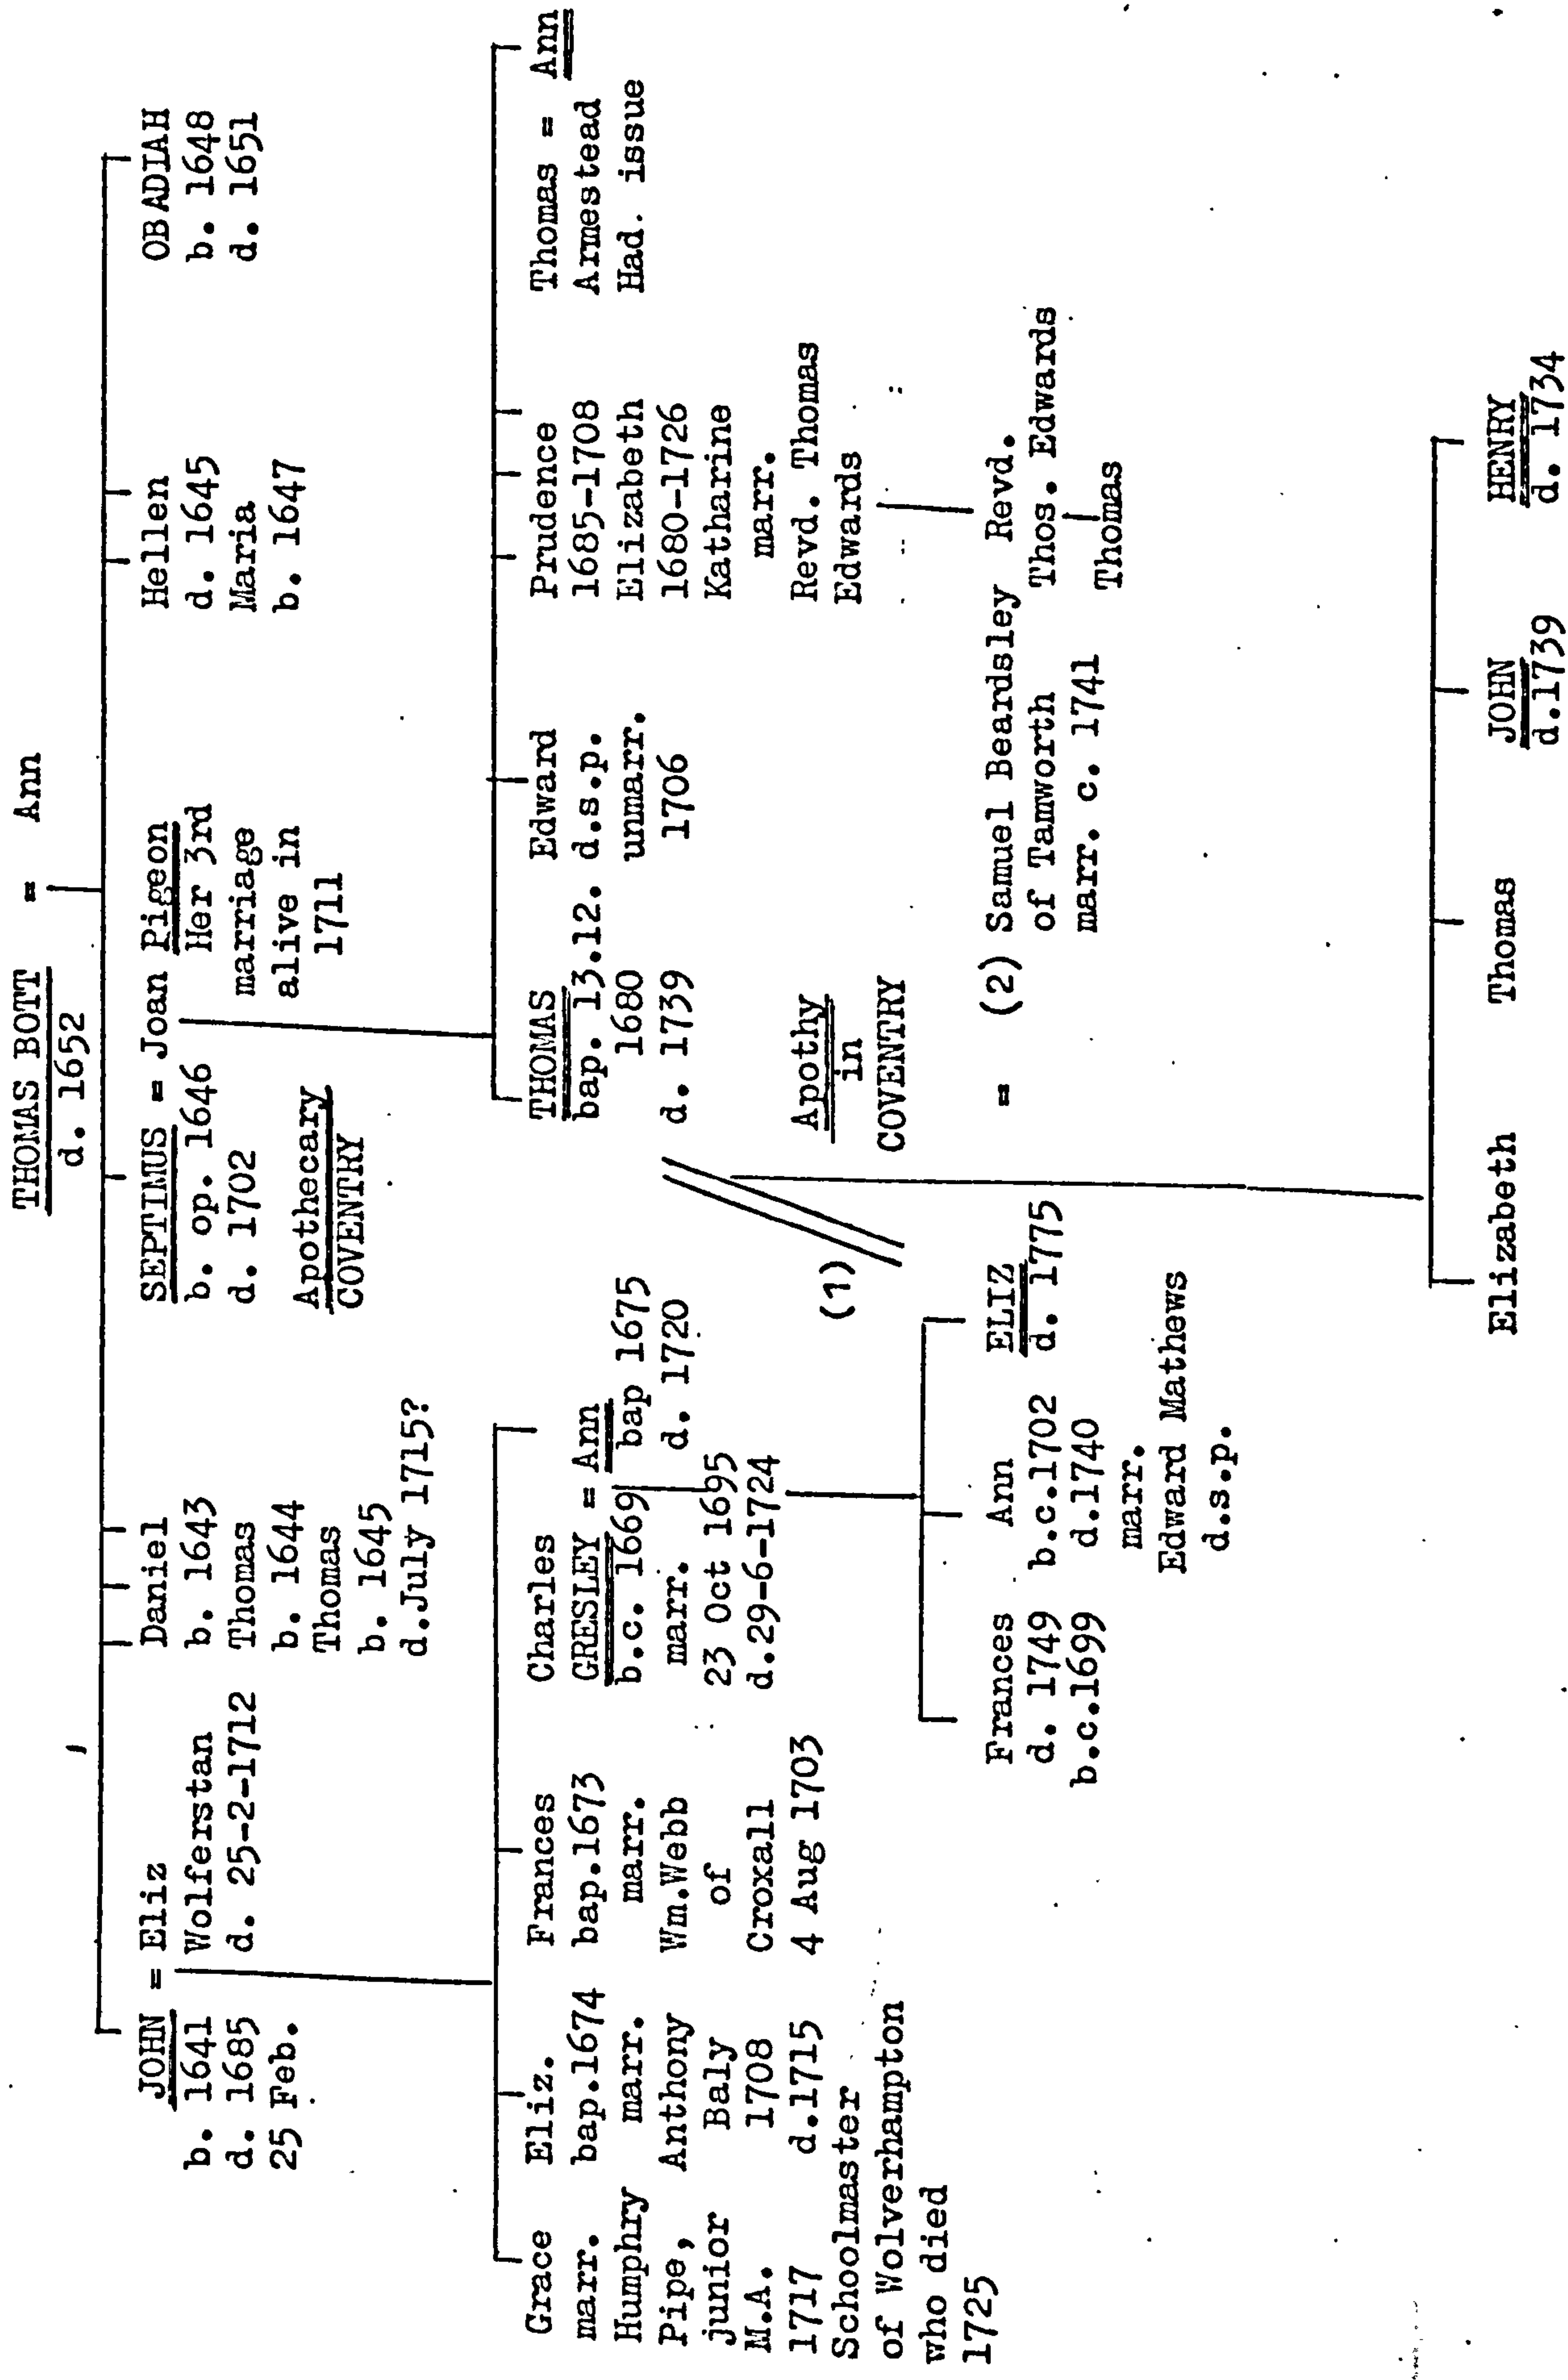 THOMAS BOTT = Ann
d. 1652
JOHN = Eliz
b. 1641 Wolferstan
d. 1685 d. 25-2-1712
25 Feb.
Daniel
b. 1643
Thomas
b. 1644
Thomas
b. 1645
d.July 1715?
SEPTIMUS = Joan Pigeon
b. op. 1646 Her 3rd
d. 1702 marriage
alive in
1711
Apothecary
COVENTRY
Hellen
d. 1645
Maria
b. 1647
OBADIAH
b. 1648
d. 1651
Grace
marr.
Humphry
Pipe,
junior
M.A.
1717
Schoolmaster
of Wolverhampton
who died
1725
Eliz.
bap.1674
marr.
Anthony
Baly
1708
d.1715
Frances
bap.1673
marr.
Wm.Webb
of
Croxall
4 Aug 1703
Charles
GRESLEY = Ann
b.c. 1669 bap 1675
marr. d. 1720
23 Oct 1695
d.29-6-1724
THOMAS
bap. 13.12.
1680
d. 1739
Apothy
in
COVENTRY
Edward
d.s.p.
unmarr.
1706
Prudence
1685-1708
Elizabeth
1680-1726
Katharine
marr.
Revd. Thomas
Edwards
Thomas = Ann
Armestead
Had. issue
(1)
Frances
d. 1749
b.c.1699
Ann
b.c.1702
d.1740
marr.
Edward Mathews
d.s.p.
ELIZ
d. 1775
= (2) Samuel Beardsley
of Tamworth
marr. c. 1741
Revd.
Thos. Edwards
Thomas
Elizabeth
Thomas
JOHN
d.1739
HENRY
d. 1734